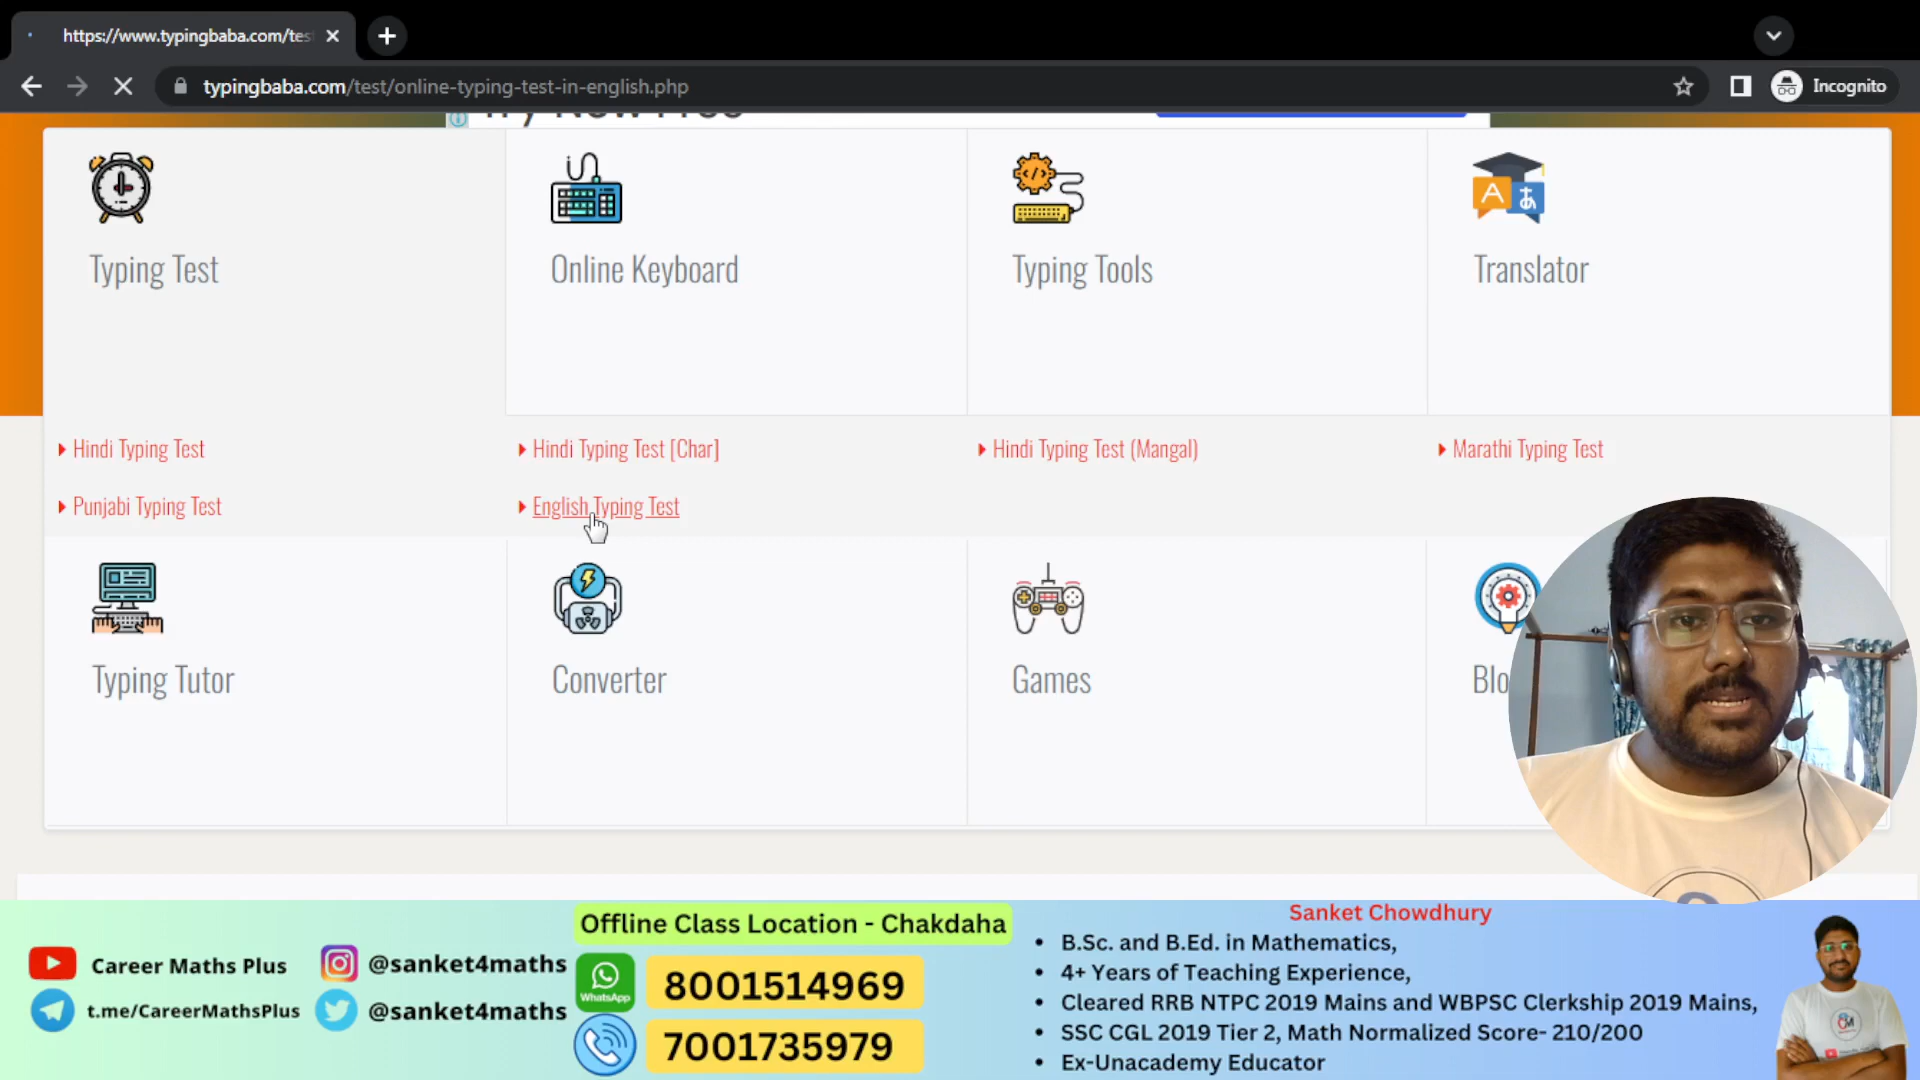 https://www.typingbaba.com/tes
typingbaba.com/test/online-typing-test-in-english.php
Incognito
Typing Test
Online Keyboard
Typing Tools
Translator
Hindi Typing Test
Hindi Typing Test [Char]
Hindi Typing Test (Mangal)
Marathi Typing Test
Punjabi Typing Test
English Typing Test
Typing Tutor
Converter
Games
Blo
Career Maths Plus
@sanket4maths
t.me/CareerMathsPlus
@sanket4maths
Offline Class Location - Chakdaha
WhatsApp
8001514969
7001735979
Sanket Chowdhury
• B.Sc. and B.Ed. in Mathematics,
• 4+ Years of Teaching Experience,
• Cleared RRB NTPC 2019 Mains and WBPSC Clerkship 2019 Mains,
• SSC CGL 2019 Tier 2, Math Normalized Score- 210/200
• Ex-Unacademy Educator